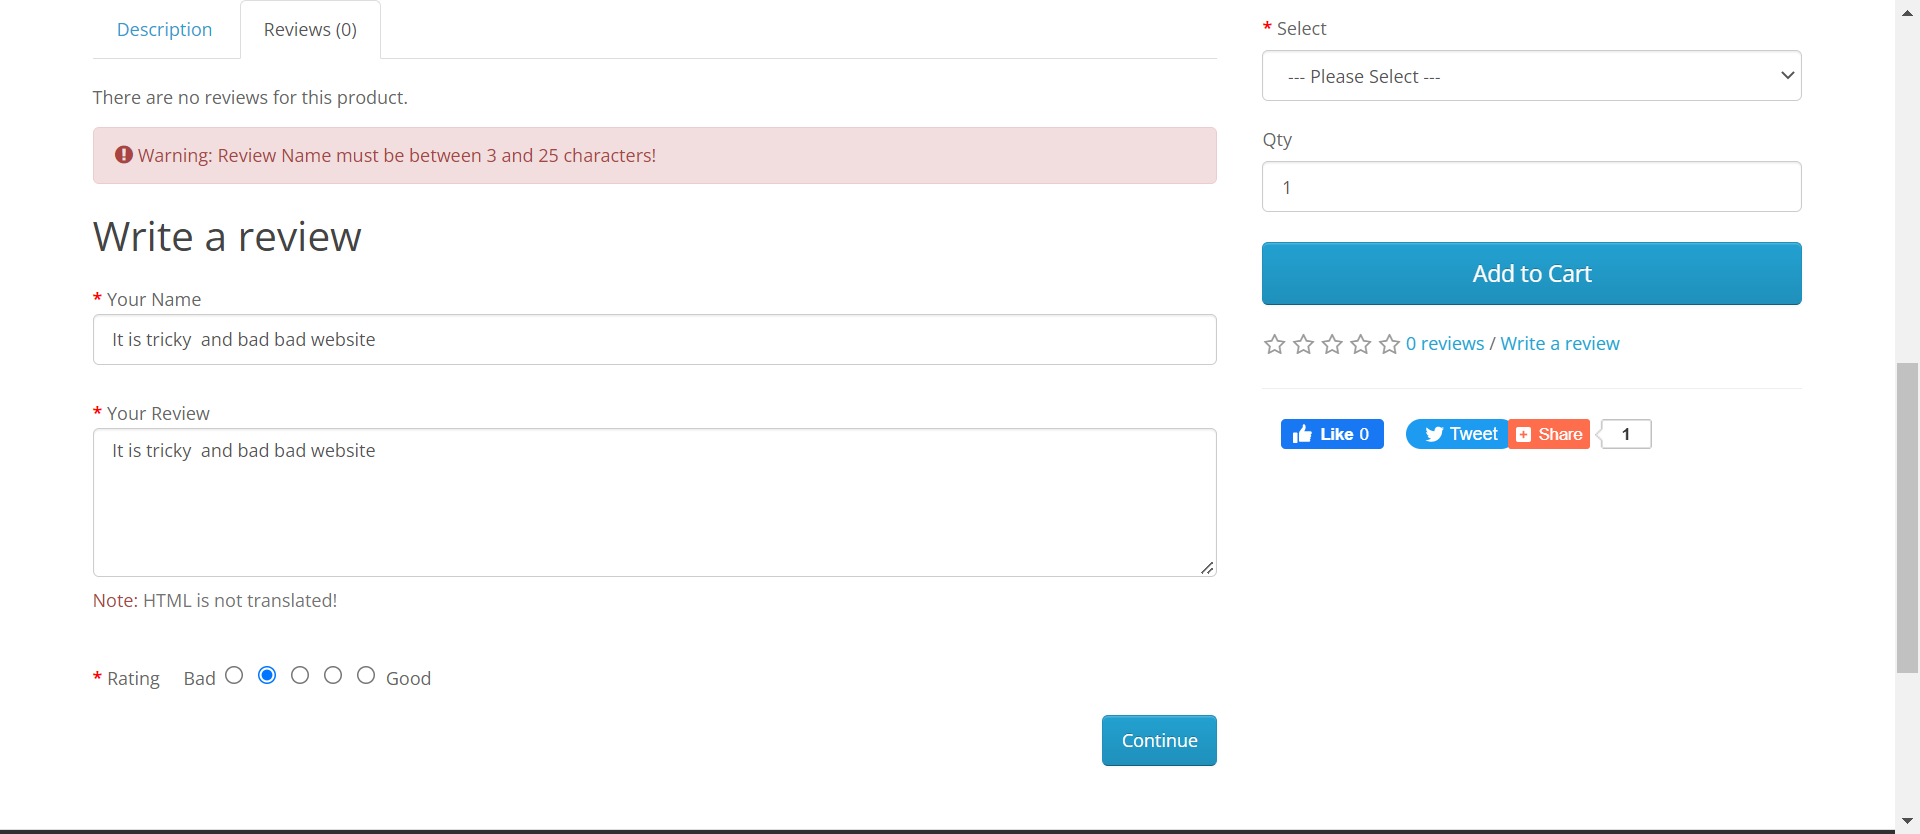 Description
Reviews (0)
There are no reviews for this product.
Warning: Review Name must be between 3 and 25 characters!
Write a review
* Your Name
It is tricky  and bad bad website
* Your Review
It is tricky  and bad bad website
Note: HTML is not translated!
* Rating Bad Good
Continue
* Select
--- Please Select ---
Qty
1
Add to Cart
0 reviews / Write a review
Like 0
Tweet
Share
1